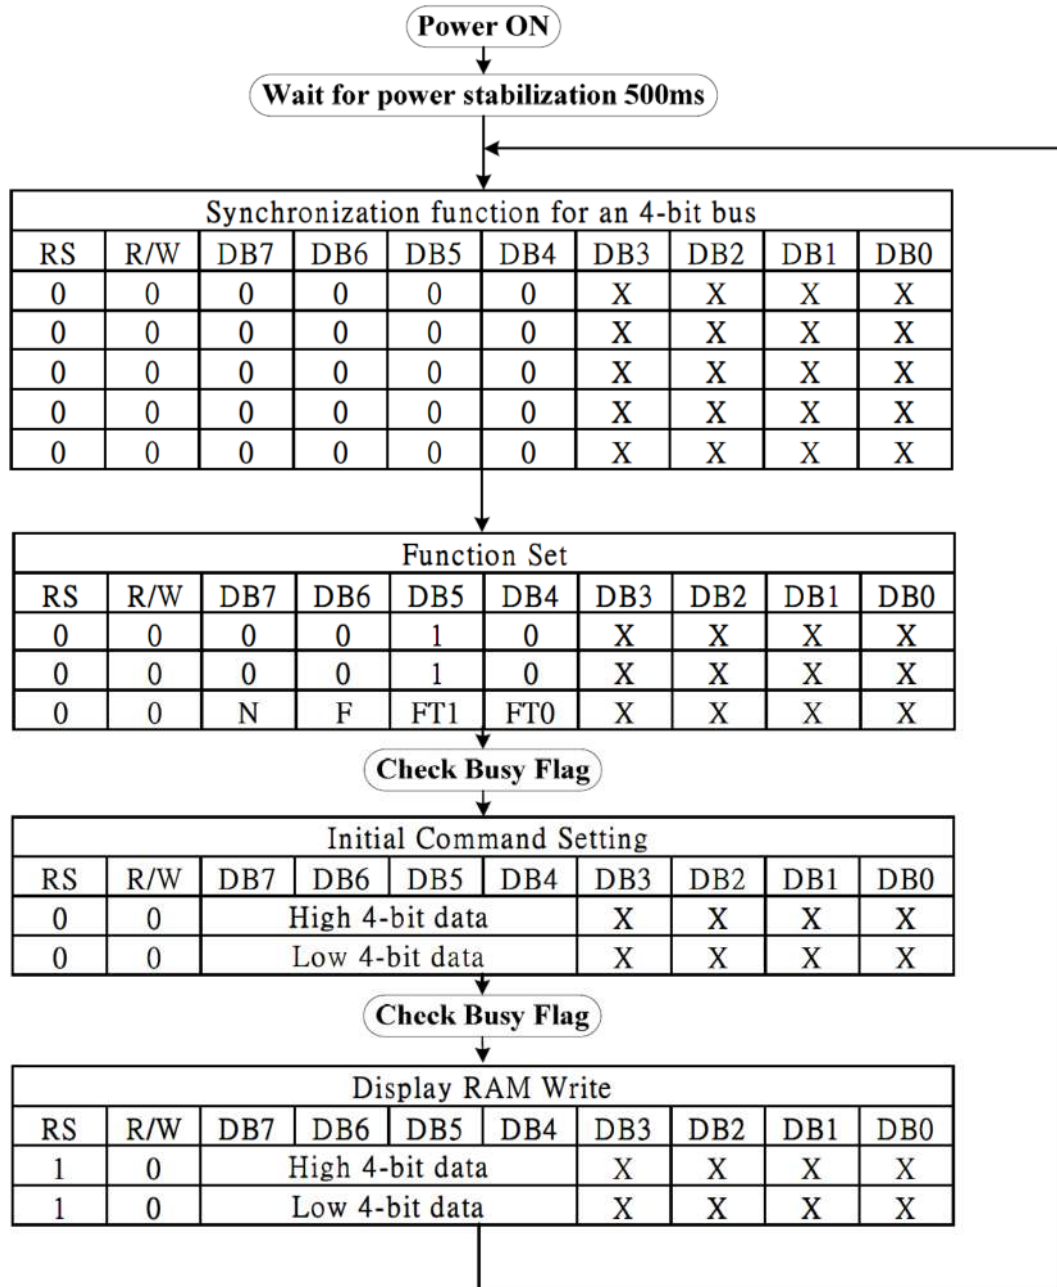 Power ON
Wait for power stabilization 500ms
Synchronization function for an 4-bit bus
RS R/W DB7 DB6 DB5 DB4 DB3 DB2 DB1 DB0
0 0 0 0 0 0 X X X X
0 0 0 0 0 0 X X X X
0 0 0 0 0 0 X X X X
0 0 0 0 0 0 X X X X
0 0 0 0 0 0 X X X X
Function Set
RS R/W DB7 DB6 DB5 DB4 DB3 DB2 DB1 DB0
0 0 0 0 1 0 X X X X
0 0 0 0 1 0 X X X X
0 0 N F FT1 FT0 X X X X
Check Busy Flag
Initial Command Setting
RS R/W DB7 DB6 DB5 DB4 DB3 DB2 DB1 DB0
0 0 High 4-bit data X X X X
0 0 Low 4-bit data X X X X
Check Busy Flag
Display RAM Write
RS R/W DB7 DB6 DB5 DB4 DB3 DB2 DB1 DB0
1 0 High 4-bit data X X X X
1 0 Low 4-bit data X X X X